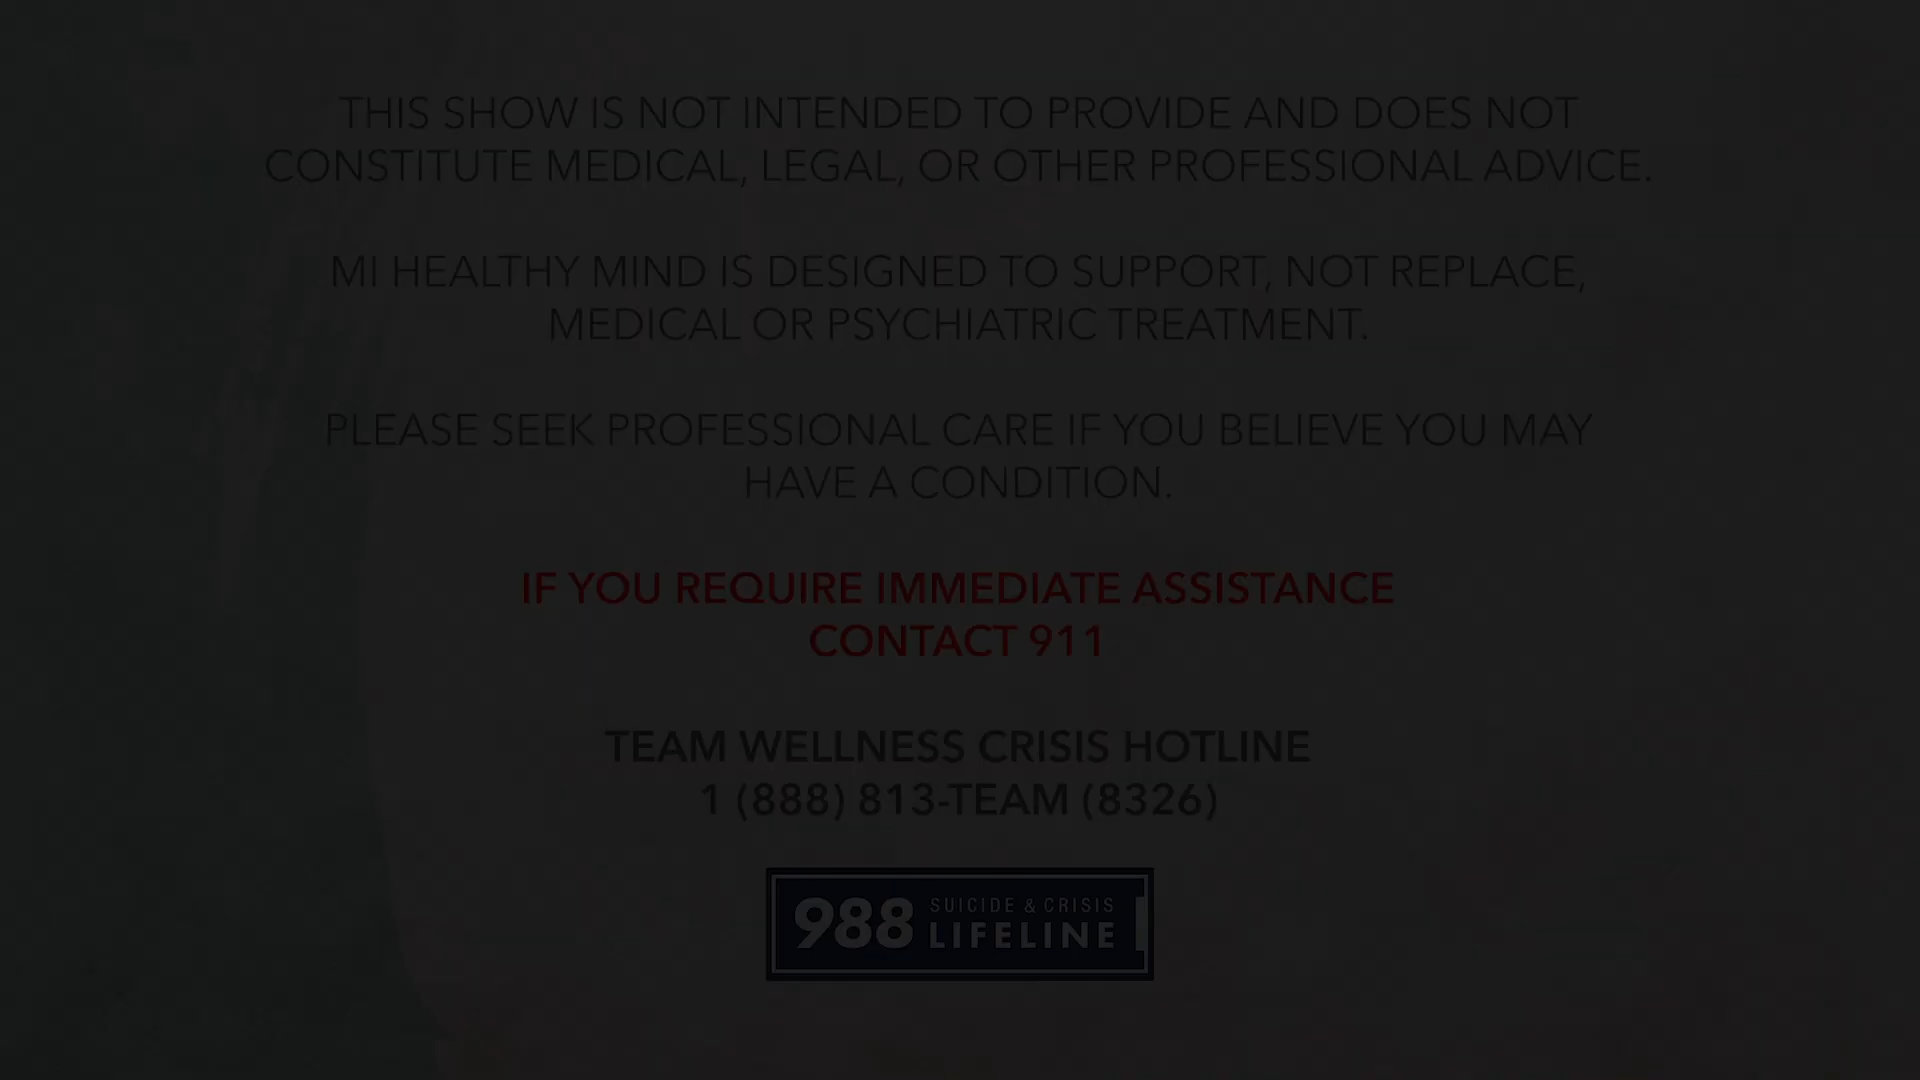 THIS SHOW IS NOT INTENDED TO PROVIDE AND DOES NOT
CONSTITUTE MEDICAL, LEGAL, OR OTHER PROFESSIONAL ADVICE.
MI HEALTHY MIND IS DESIGNED TO SUPPORT, NOT REPLACE,
MEDICAL OR PSYCHIATRIC TREATMENT.
PLEASE SEEK PROFESSIONAL CARE IF YOU BELIEVE YOU MAY
HAVE A CONDITION.
IF YOU REQUIRE IMMEDIATE ASSISTANCE
CONTACT 911
TEAM WELLNESS CRISIS HOTLINE
1 (888) 813-TEAM (8326)
988 SUICIDE & CRISIS
LIFELINE